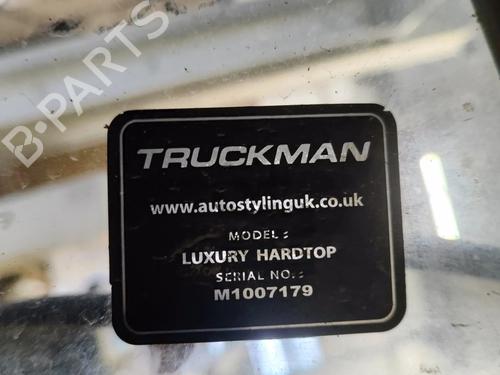 B-PARTS
TRUCKMAN
www.autostylinguk.co.uk
MODEL:
LUXURY HARDTOP
SERIAL NO.:
M1007179